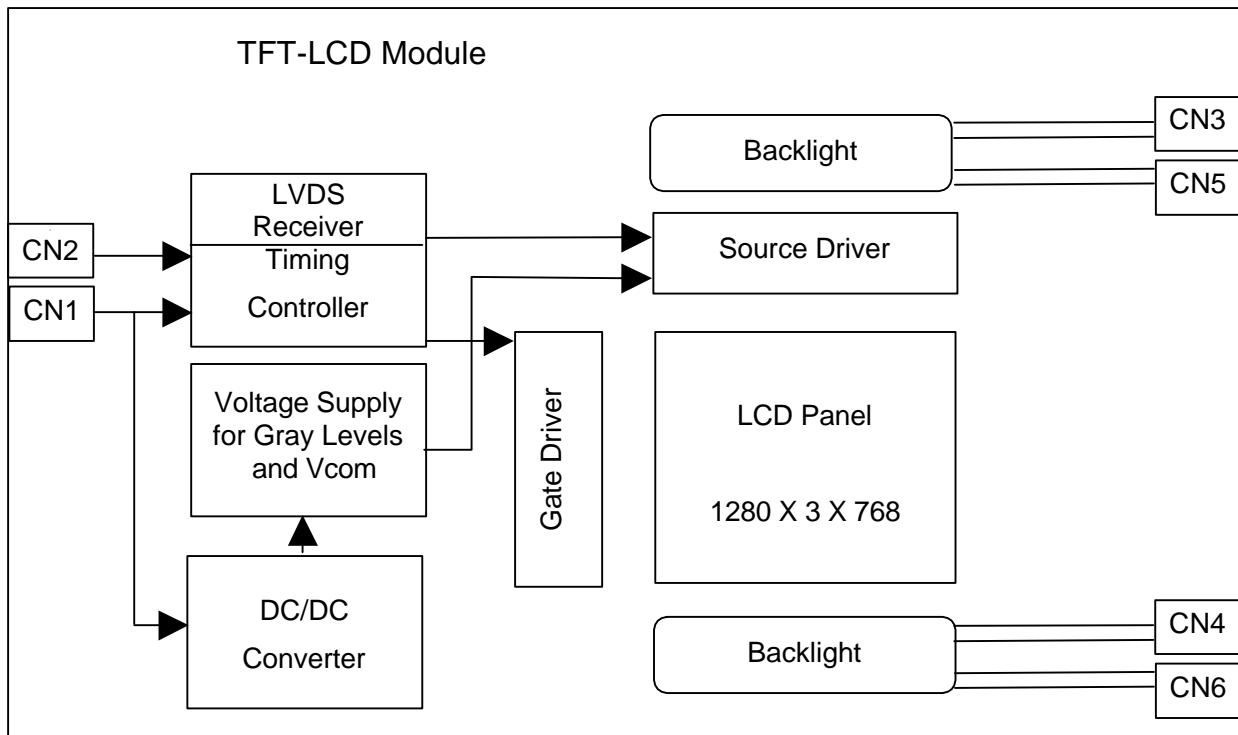 TFT-LCD Module
CN3
Backlight
CN5
LVDS
Receiver
Timing
Controller
CN2
CN1
Source Driver
Voltage Supply
for Gray Levels
and Vcom
Gate Driver
LCD Panel
1280 X 3 X 768
DC/DC
Converter
Backlight
CN4
CN6